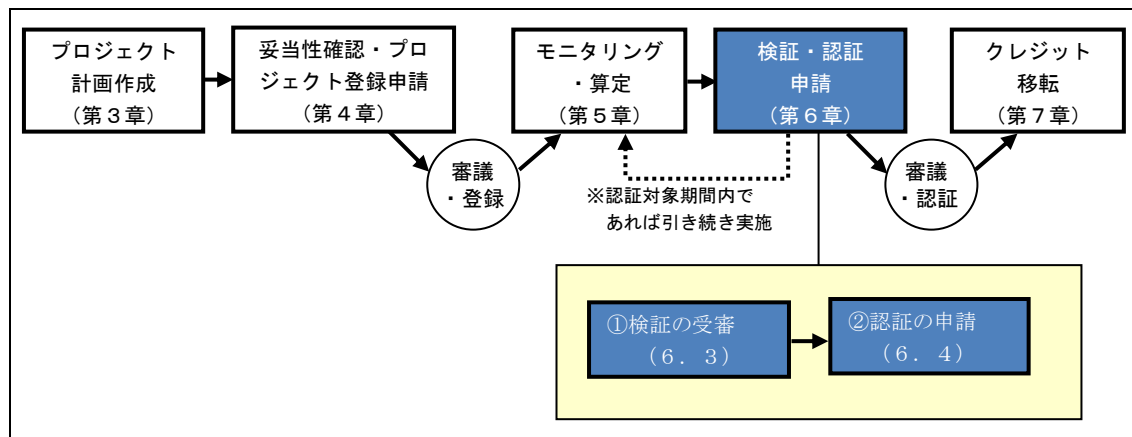 プロジェクト
計画作成
（第３章）
妥当性確認・プロ
ジェクト登録申請
（第４章）
モニタリング
・算定
（第５章）
検証・認証
申請
（第６章）
クレジット
移転
（第７章）
審議
・登録
※認証対象期間内で
あれば引き続き実施
審議
・認証
①検証の受審
（６．３）
②認証の申請
（６．４）